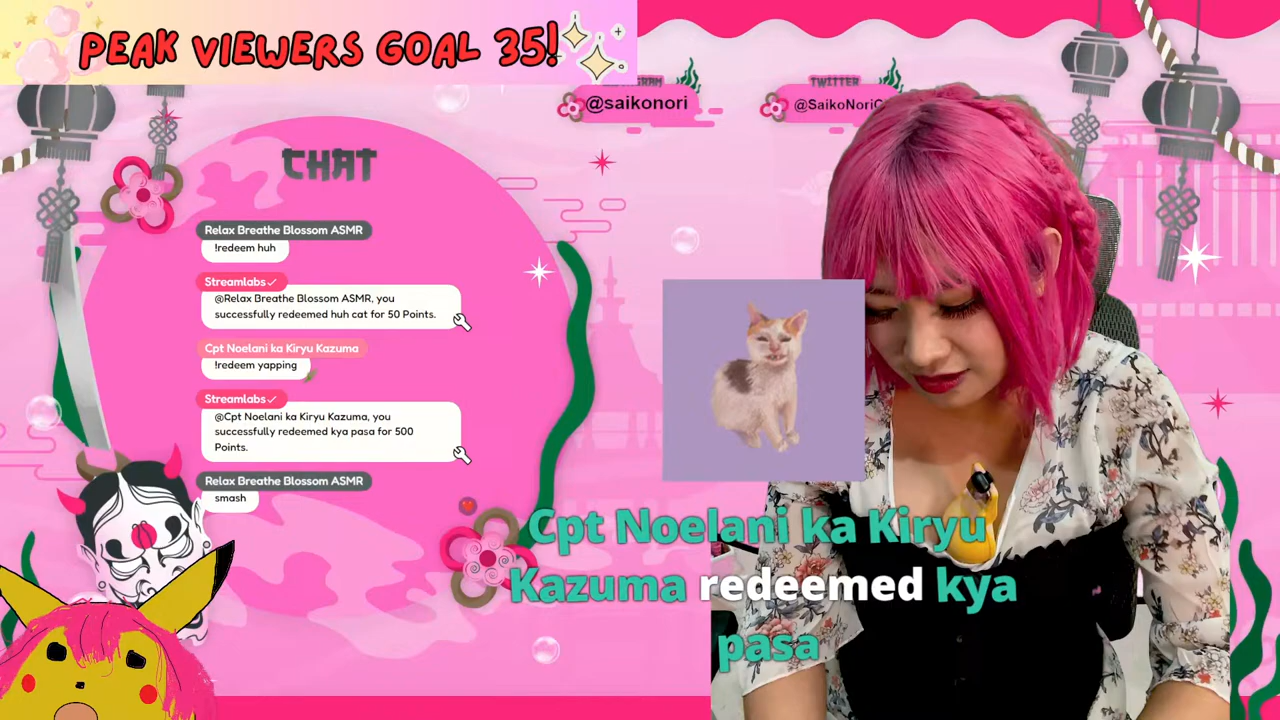 PEAK VIEWERS GOAL 35!
TWITTER
@saikonori
CHAT
Relax Breathe Blossom ASMR
!redeem huh
Streamlabs
@Relax Breathe Blossom ASMR, you
successfully redeemed huh cat for 50 Points.
Cpt Noelani ka Kiryu Kazuma
!redeem yapping
Streamlabs
@Cpt Noelani ka Kiryu Kazuma, you
successfully redeemed kya pasa for 500
Points.
Relax Breathe Blossom ASMR
smash
Cpt Noelani ka Kiryu
Kazuma redeemed kya
pasa